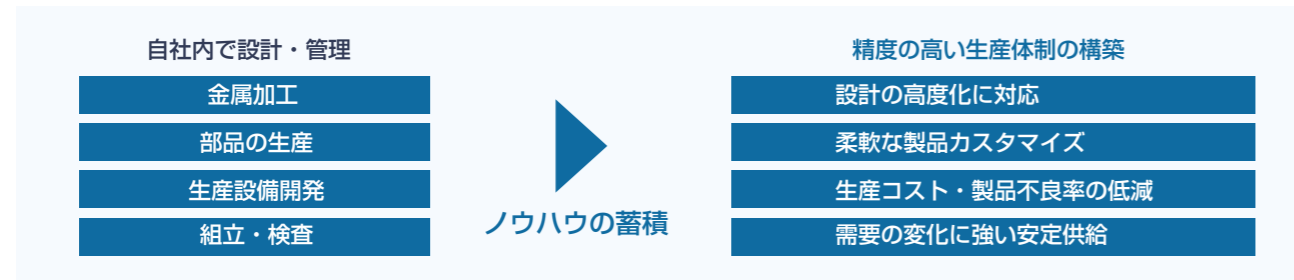 自社内で設計・管理
金属加工
部品の生産
生産設備開発
組立・検査
ノウハウの蓄積
精度の高い生産体制の構築
設計の高度化に対応
柔軟な製品カスタマイズ
生産コスト・製品不良率の低減
需要の変化に強い安定供給